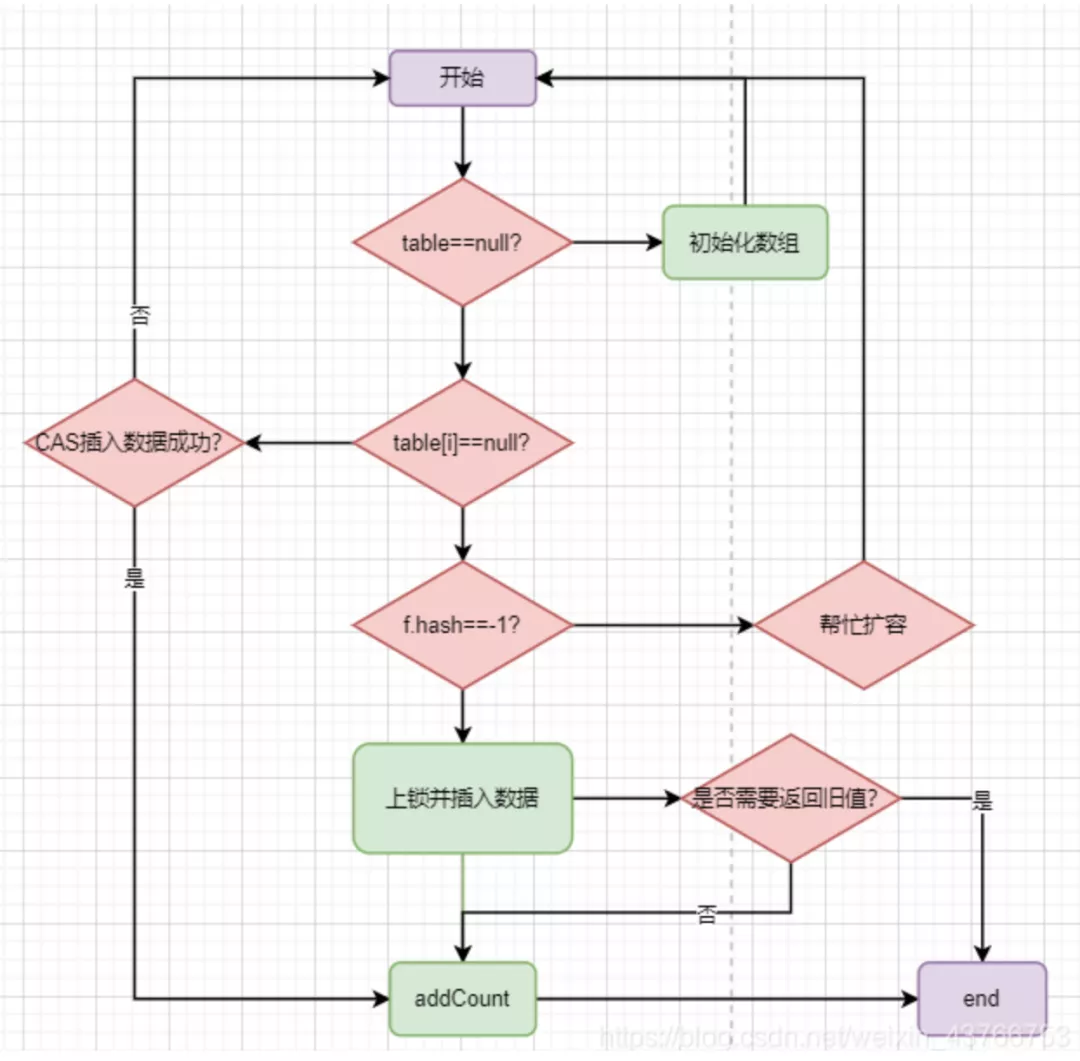 开始
table==null?
初始化数组
否
CAS插入数据成功?
table[i]==null?
是
f.hash==-1?
帮忙扩容
上锁并插入数据
是否需要返回旧值?
是
否
addCount
end
https://blog.csdn.net/weixin_43766753